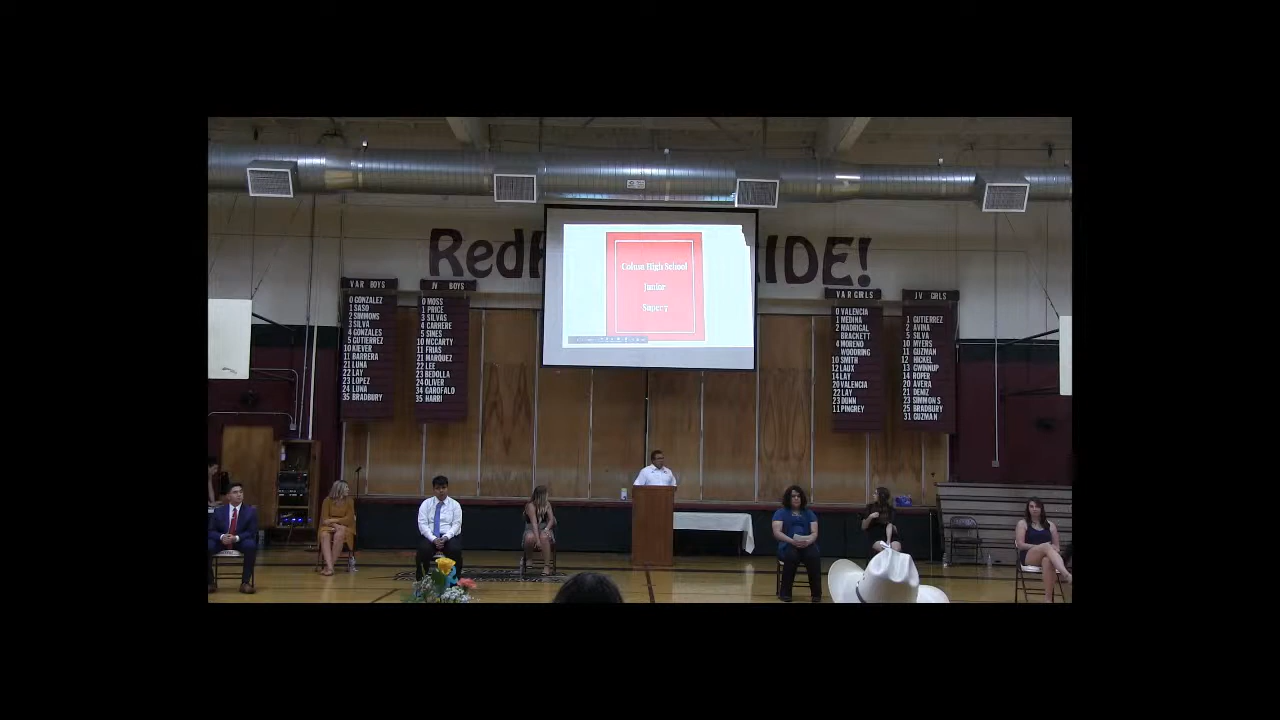 RedH IDE!
Colusa High School
Junior
VAR BOYS
0 GONZALEZ
1 SASO
2 SIMMONS
3 SILVA
4 GONZALES
5 GUTIERREZ
10 KIEVER
11 BARRERA
21 LUNA
22 LAY
23 LOPEZ
24 LUNA
35 BRADBURY
JV BOYS
0 MOSS
1 PRICE
3 SILVAS
4 CARRERE
5 SIMES
10 MCCARTY
11 FRIAS
21 MARQUEZ
22 LEE
23 BEDOLLA
24 OLIVER
34 GAROFALO
35 HARRI
VAR GIRLS
0 VALENCIA
1 MEDINA
2 MADRIGAL
BRACKETT
4 MORENO
WOODRING
10 SMITH
12 LAUX
14 LAY
20 VALENCIA
22 LAY
23 DUNN
11 PINGREY
JV GIRLS
1 GUTIERREZ
2 AVINA
5 SILVA
10 MYERS
11 GUZMAN
12 HICKEL
13 GWINNUP
14 ROPER
20 AVERA
21 DENIZ
23 SIMMONS
25 BRADBURY
31 GUZMAN